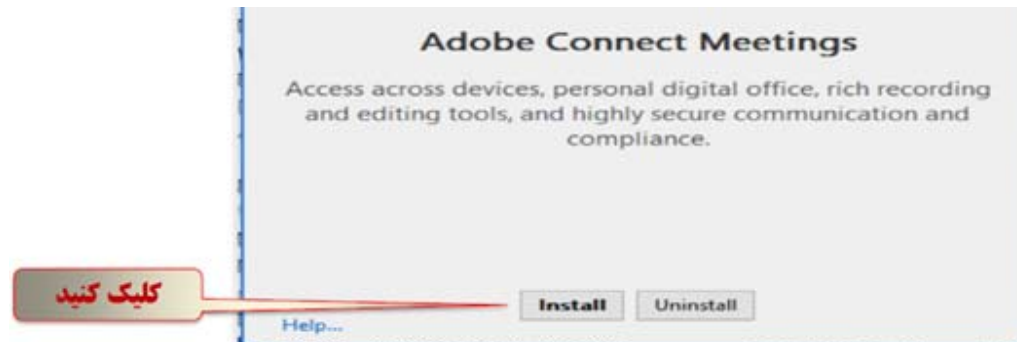 Adobe Connect Meetings
Access across devices, personal digital office, rich recording
and editing tools, and highly secure communication and
compliance.
کلیک کنید
Install Uninstall
Help...